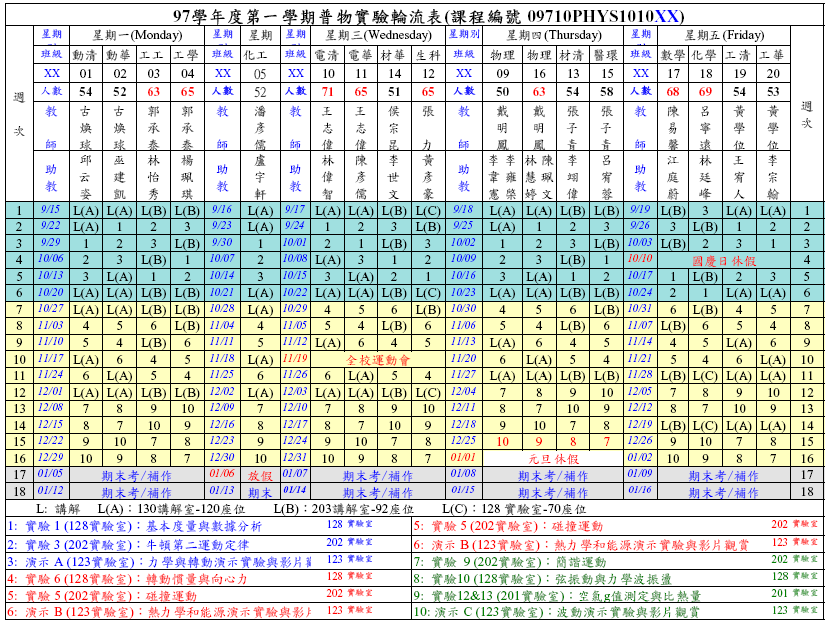 97學年度第一學期普物實驗輪流表(課程編號 09710PHYS1010XX)
週次 星期 星期一(Monday) 星期 星期 星期三(Wednesday) 星期別 星期四(Thursday) 星期 星期五(Friday) 週次
班級 動清 動華 工工 工學 班級 化工 班級 電清 電華 材華 生科 班級 物理 物理 材清 醫環 班級 數學 化學 工清 工華
XX 01 02 03 04 XX 05 XX 10 11 14 12 XX 09 16 13 15 XX 17 18 19 20
人數 54 52 63 65 人數 52 人數 71 65 51 65 人數 50 63 54 58 人數 68 69 54 53
教師 古煥球 古煥球 郭承泰 郭承泰 教師 潘彥儒 教師 王志偉 王志偉 侯宗昆 張力 教師 戴明鳳 戴明鳳 張子青 張子青 教師 陳易馨 呂寧遠 黃學位 黃學位
助教 邱云姿 巫建凱 林怡秀 楊珮琪 助教 盧宇軒 助教 林偉智 陳彥儒 李世文 黃彥豪 助教 李韋憲 李雍榮 林慧婷 陳珮文 李翊偉 呂宥蓉 助教 江庭蔚 林廷峰 王宥人 李宗翰
1 9/15 L(A) L(A) L(B) L(B) 9/16 L(A) 9/17 L(A) L(A) L(B) L(C) 9/18 L(A) L(A) L(B) L(B) 9/19 L(B) 3 L(A) L(A) 1
2 9/22 L(A) 1 2 3 9/23 L(A) 9/24 1 2 3 L(B) 9/25 L(A) 1 2 3 9/26 3 L(B) 1 2 2
3 9/29 1 2 3 L(B) 9/30 1 10/01 2 1 L(B) 3 10/02 1 2 3 L(B) 10/03 L(B) 2 3 1 3
4 10/06 2 3 L(B) 1 10/07 2 10/08 L(A) 3 1 2 10/09 2 3 L(B) 1 10/10 國慶日休假 4
5 10/13 3 L(A) 1 2 10/14 3 10/15 3 L(A) 2 1 10/16 3 L(A) 1 2 10/17 1 L(B) 2 3 5
6 10/20 L(A) L(A) L(B) L(B) 10/21 L(A) 10/22 L(A) L(A) L(B) L(C) 10/23 L(A) L(A) L(B) L(B) 10/24 2 1 L(A) L(A) 6
7 10/27 L(A) L(A) L(B) L(B) 10/28 L(A) 10/29 4 5 6 L(B) 10/30 4 5 6 L(B) 10/31 6 L(B) 4 5 7
8 11/03 4 5 6 L(B) 11/04 4 11/05 5 4 L(B) 6 11/06 5 4 L(B) 6 11/07 L(B) 6 5 4 8
9 11/10 5 4 L(B) 6 11/11 5 11/12 L(A) 6 4 5 11/13 L(A) 6 4 5 11/14 4 5 L(A) 6 9
10 11/17 L(A) 6 4 5 11/18 L(A) 11/19 全校運動會 11/20 6 L(A) 5 4 11/21 5 4 6 L(A) 10
11 11/24 6 L(A) 5 4 11/25 6 11/26 6 L(A) 5 4 11/27 L(A) L(A) L(B) L(B) 11/28 L(B) L(C) L(A) L(A) 11
12 12/01 L(A) L(A) L(B) L(B) 12/02 L(A) 12/03 L(A) L(A) L(B) L(C) 12/04 7 8 9 10 12/05 7 8 9 10 12
13 12/08 7 8 9 10 12/09 7 12/10 7 8 9 10 12/11 8 7 10 9 12/12 8 7 10 9 13
14 12/15 8 7 10 9 12/16 8 12/17 8 7 10 9 12/18 9 10 7 8 12/19 L(B) L(C) L(A) L(A) 14
15 12/22 9 10 7 8 12/23 9 12/24 9 10 7 8 12/25 10 9 8 7 12/26 9 10 7 8 15
16 12/29 10 9 8 7 12/30 10 12/31 10 9 8 7 01/01 元旦休假 01/02 10 9 8 7 16
17 01/05 期末考/補作 01/06 放假 01/07 期末考/補作 01/08 期末考/補作 01/09 期末考/補作 17
18 01/12 期末考/補作 01/13 期末 01/14 期末考/補作 01/15 期末考/補作 01/16 期末考/補作 18
L: 講解 L(A)：130講解室-120座位 L(B)：203講解室-92座位 L(C)：128 實驗室-70座位
1: 實驗 1 (128實驗室)：基本度量與數據分析 128 實驗室 5: 實驗 5 (202實驗室)：碰撞運動 202 實驗室
2: 實驗 3 (202實驗室)：牛頓第二運動定律 202 實驗室 6: 演示 B (123實驗室)：熱力學和能源演示實驗與影片觀賞 123 實驗室
3: 演示 A (123實驗室)：力學與轉動演示實驗與影片 123 實驗室 7: 實驗 9 (202實驗室)：簡諧運動 202 實驗室
4: 實驗 6 (128實驗室)：轉動慣量與向心力 128 實驗室 8: 實驗10 (128實驗室)：弦振動與力學波振盪 128 實驗室
5: 實驗 5 (202實驗室)：碰撞運動 202 實驗室 9: 實驗12&13 (201實驗室)：空氣g值測定與比熱量 201 實驗室
6: 演示 B (123實驗室)：熱力學和能源演示實驗與影片 123 實驗室 10: 演示 C (123實驗室)：波動演示實驗與影片觀賞 123 實驗室